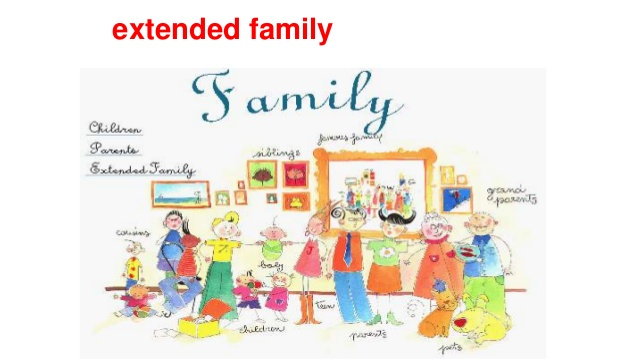 extended family
Family
Children
Parents
Extended Family
siblings
famous family
grand
parents
cousins
baby
teen
children
parents
pets